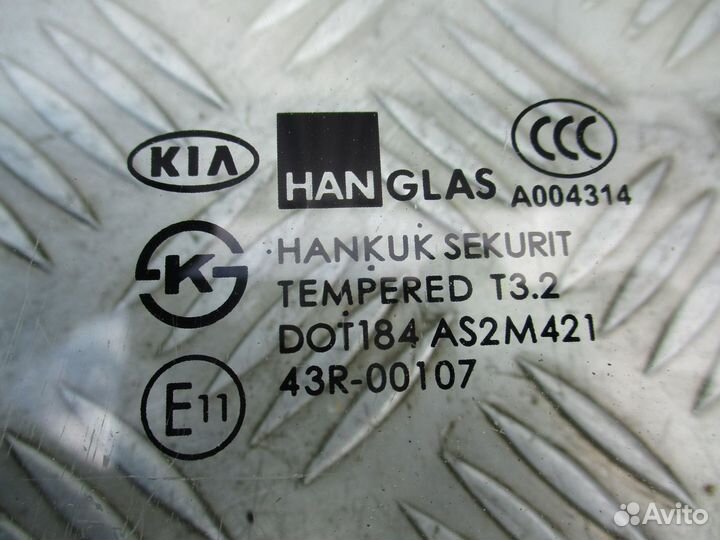 KIA
HANGLAS
CCC
A004314
K
HANKUK SEKURIT
TEMPERED T3.2
DOT184 AS2M421
E11
43R-00107
Avito